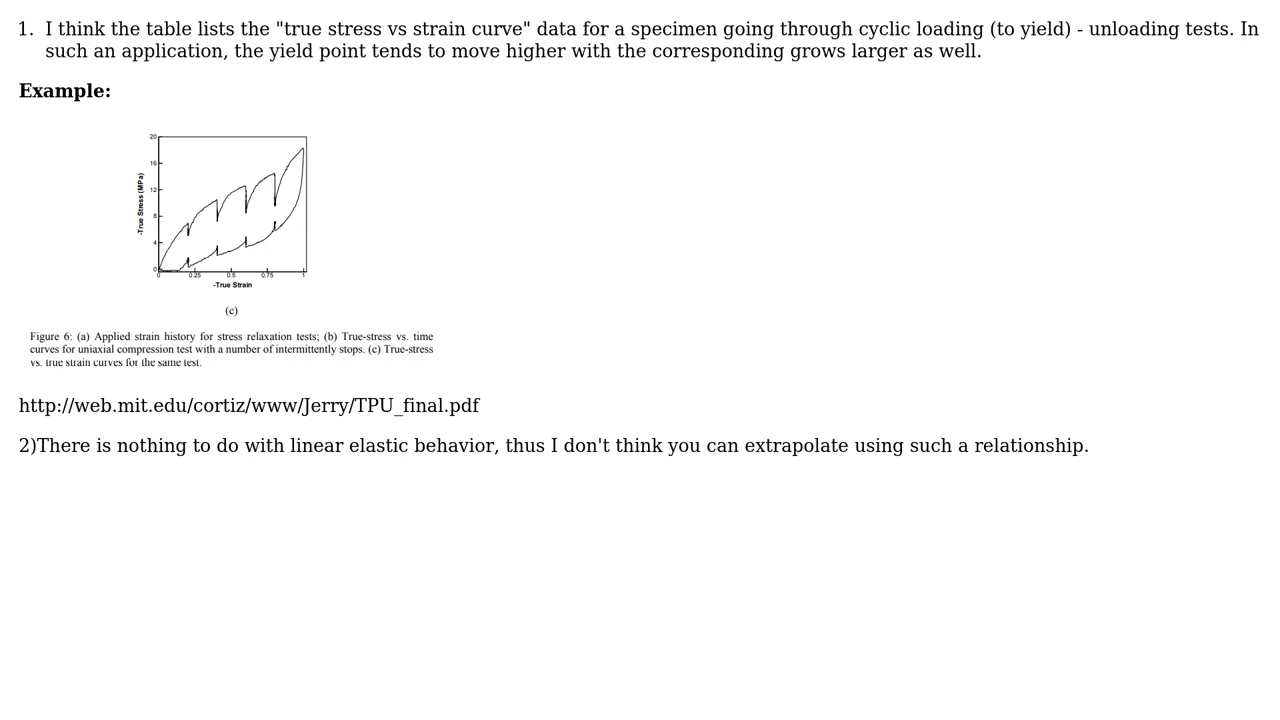 1. I think the table lists the "true stress vs strain curve" data for a specimen going through cyclic loading (to yield) - unloading tests. In
such an application, the yield point tends to move higher with the corresponding grows larger as well.
Example:
20
16
12
8
4
0
-True Stress (MPa)
0 0.25 0.5 0.75 1
-True Strain
(c)
Figure 6: (a) Applied strain history for stress relaxation tests; (b) True-stress vs. time
curves for uniaxial compression test with a number of intermittently stops. (c) True-stress
vs. true strain curves for the same test.
http://web.mit.edu/cortiz/www/Jerry/TPU_final.pdf
2)There is nothing to do with linear elastic behavior, thus I don't think you can extrapolate using such a relationship.